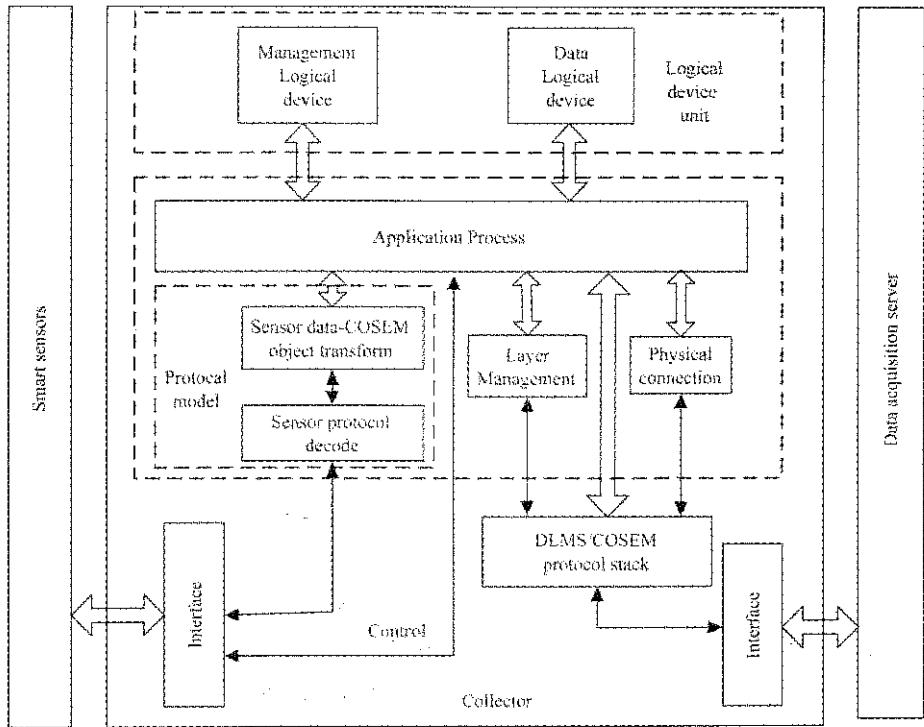 Management
Logical
device
Data
Logical
device
Logical
device
unit
Application Process
Sensor data-COSEM
object transform
Protocal
model
Sensor protocol
decode
Layer
Management
Physical
connection
DLMS/COSEM
protocol stack
Smart sensors
Interface
Control
Interface
Collector
Data acquisition server